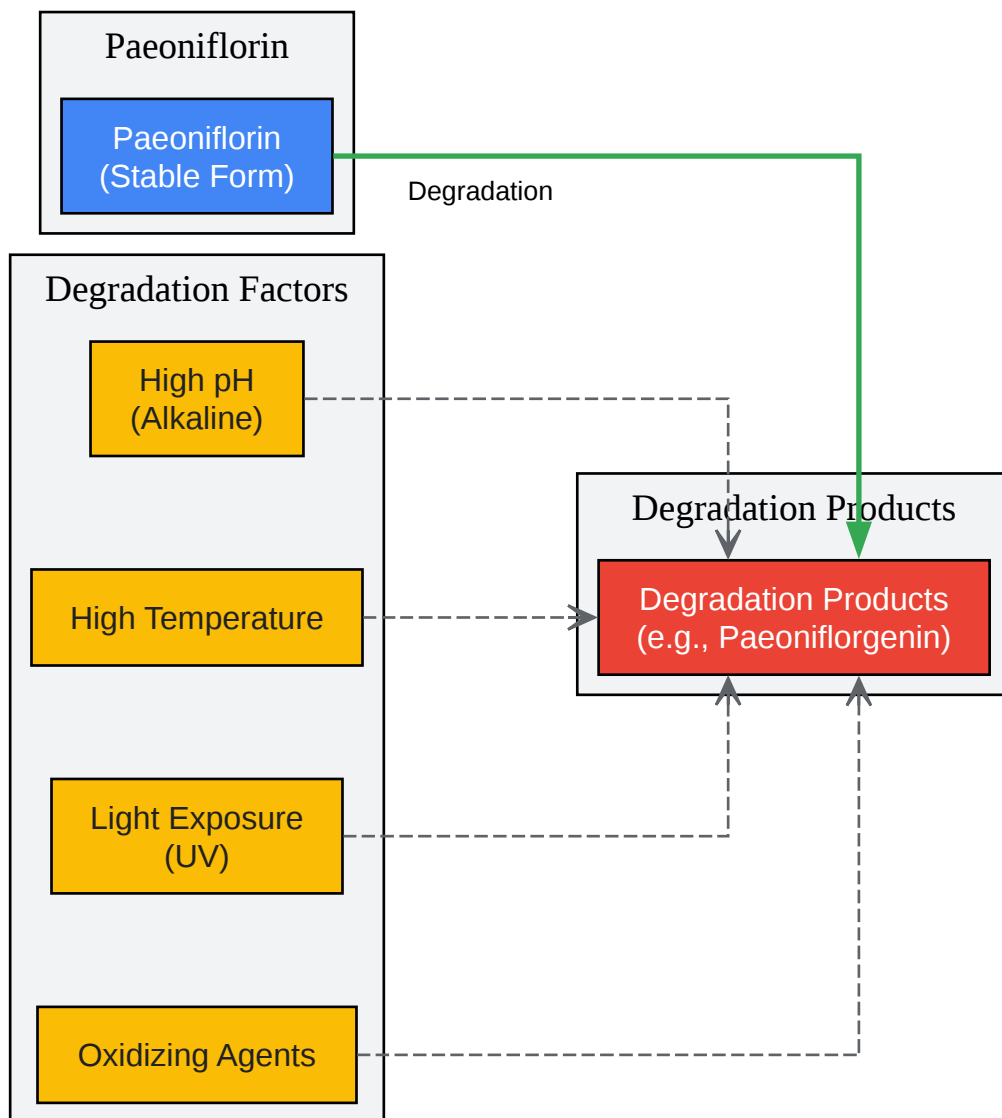 Paeoniflorin
Paeoniflorin
(Stable Form)
Degradation
Degradation Factors
High pH
(Alkaline)
High Temperature
Light Exposure
(UV)
Oxidizing Agents
Degradation Products
Degradation Products
(e.g., Paeoniflorgenin)